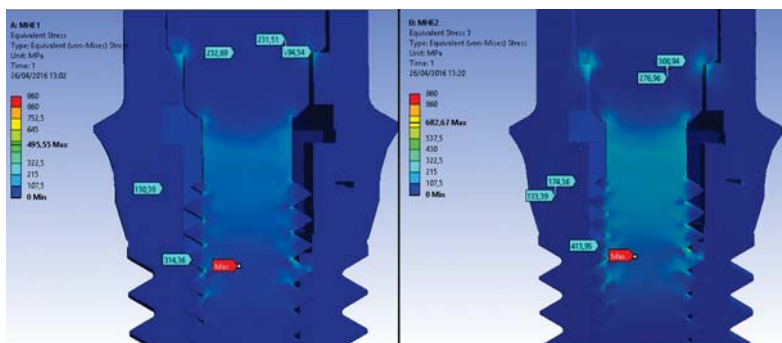 A: MHE1
Equivalent Stress
Type: Equivalent (von-Mises) Stress
Unit: MPa
Time: 1
26/04/2016 13:02
860
860
752,5
645
495,55 Max
322,5
215
107,5
0 Min
231,51
232,60
494,54
130,38
314,36
Max
B: MHE2
Equivalent Stress 3
Type: Equivalent (von-Mises) Stress
Unit: MPa
Time: 1
26/04/2016 13:20
860
860
682,67 Max
537,5
430
322,5
215
107,5
0 Min
308,94
276,96
174,36
133,39
413,95
Max